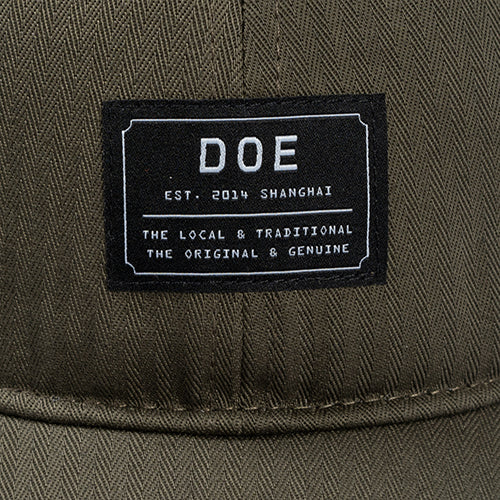 DOE
EST. 2014 SHANGHAI
THE LOCAL & TRADITIONAL
THE ORIGINAL & GENUINE